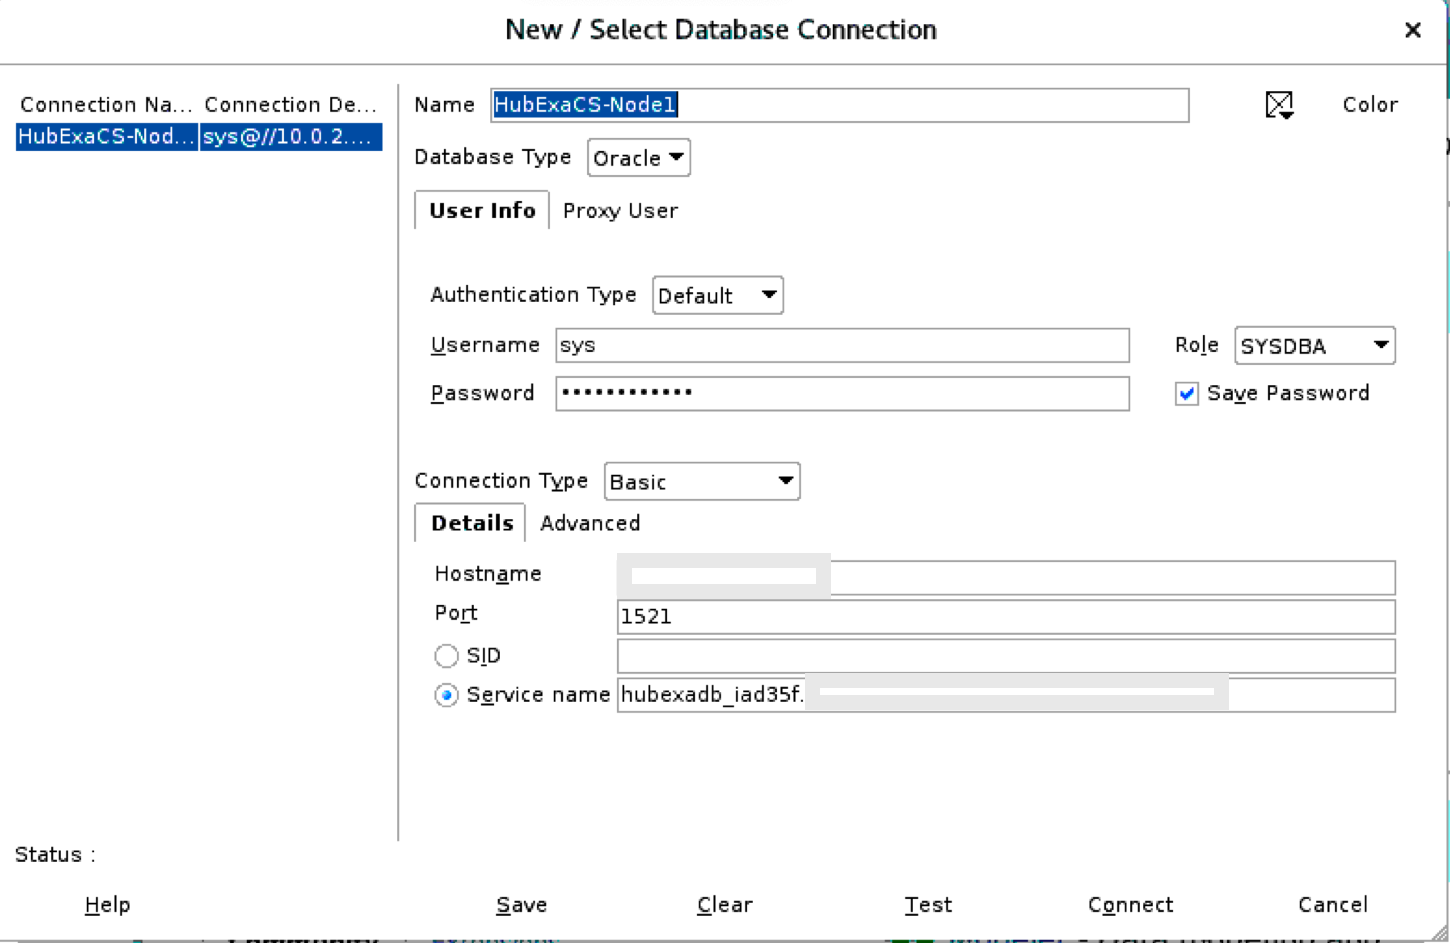 New / Select Database Connection
Connection Na... Connection De...
HubExaCS-Nod... sys@//10.0.2....
Name HubExaCS-Node1 Color
Database Type Oracle
User Info Proxy User
Authentication Type Default
Username sys Role SYSDBA
Password •••••••••••• Save Password
Connection Type Basic
Details Advanced
Hostname
Port 1521
SID
Service name hubexadb_iad35f.
Status :
Help Save Clear Test Connect Cancel